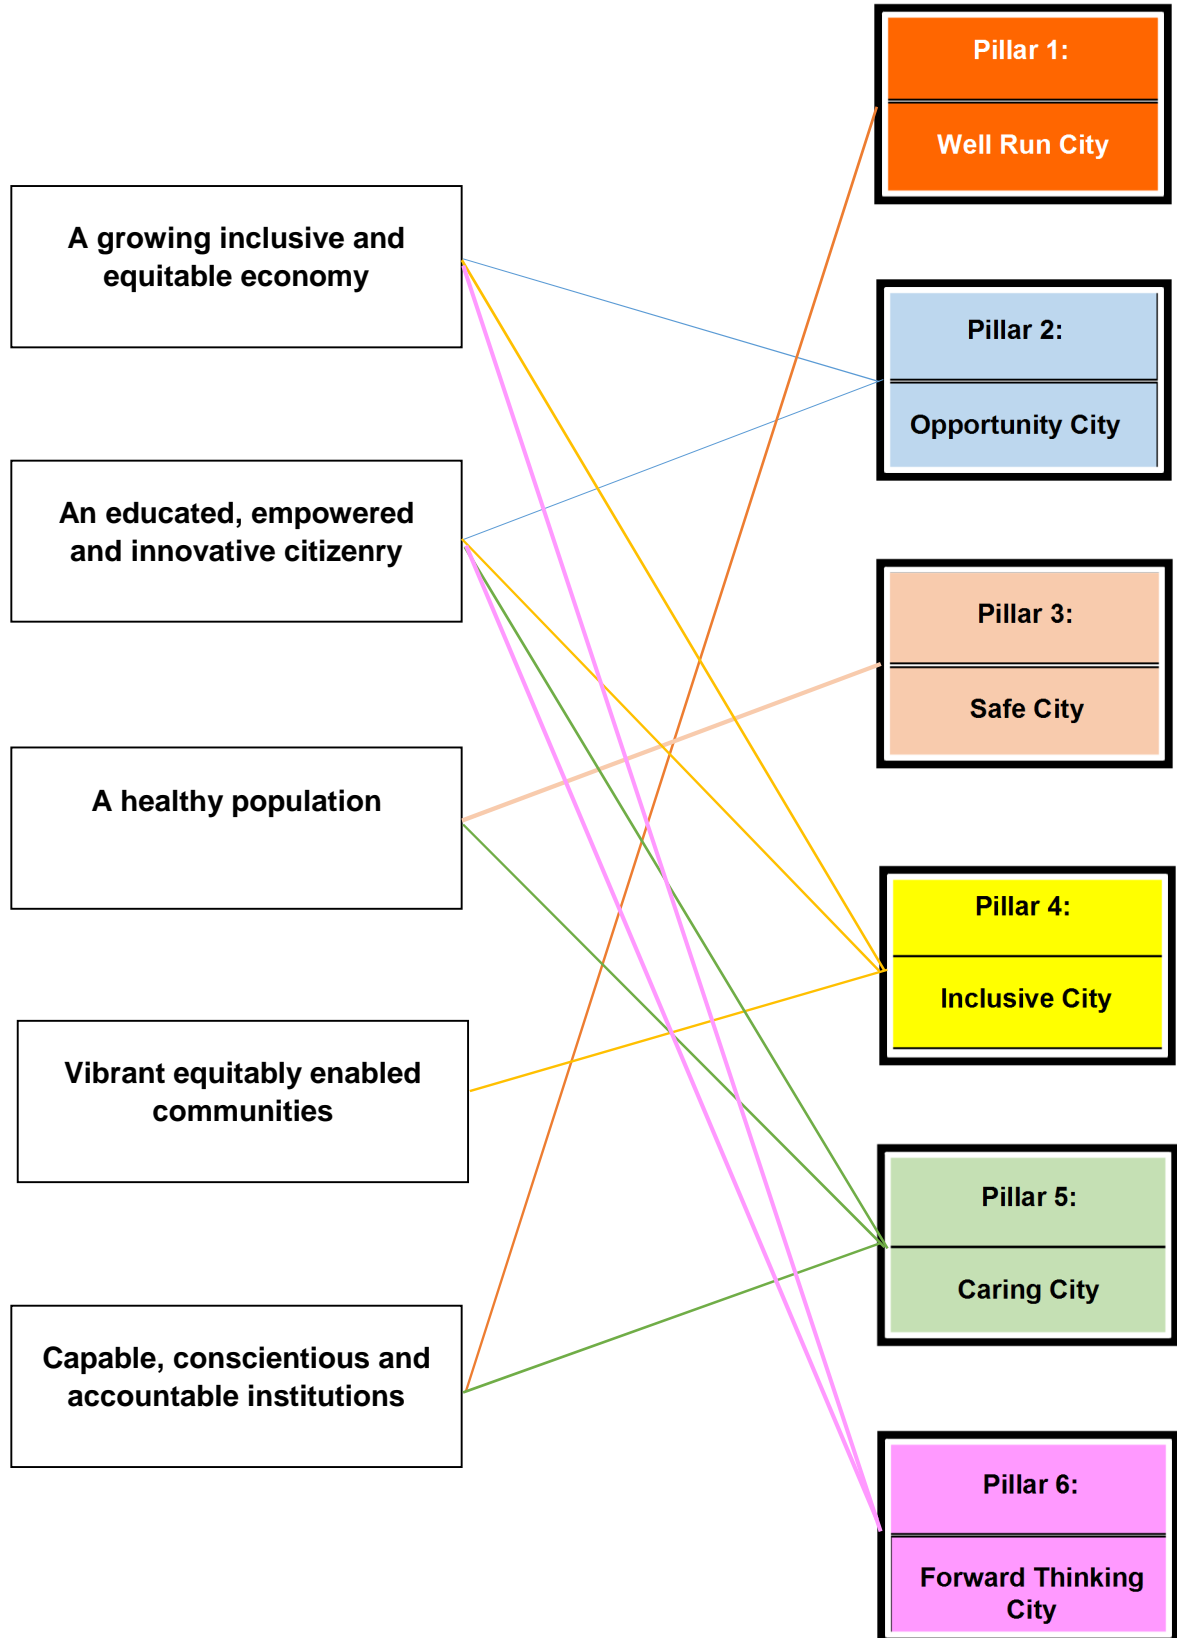 A growing inclusive and
equitable economy
An educated, empowered
and innovative citizenry
A healthy population
Vibrant equitably enabled
communities
Capable, conscientious and
accountable institutions
Pillar 1:
Well Run City
Pillar 2:
Opportunity City
Pillar 3:
Safe City
Pillar 4:
Inclusive City
Pillar 5:
Caring City
Pillar 6:
Forward Thinking
City